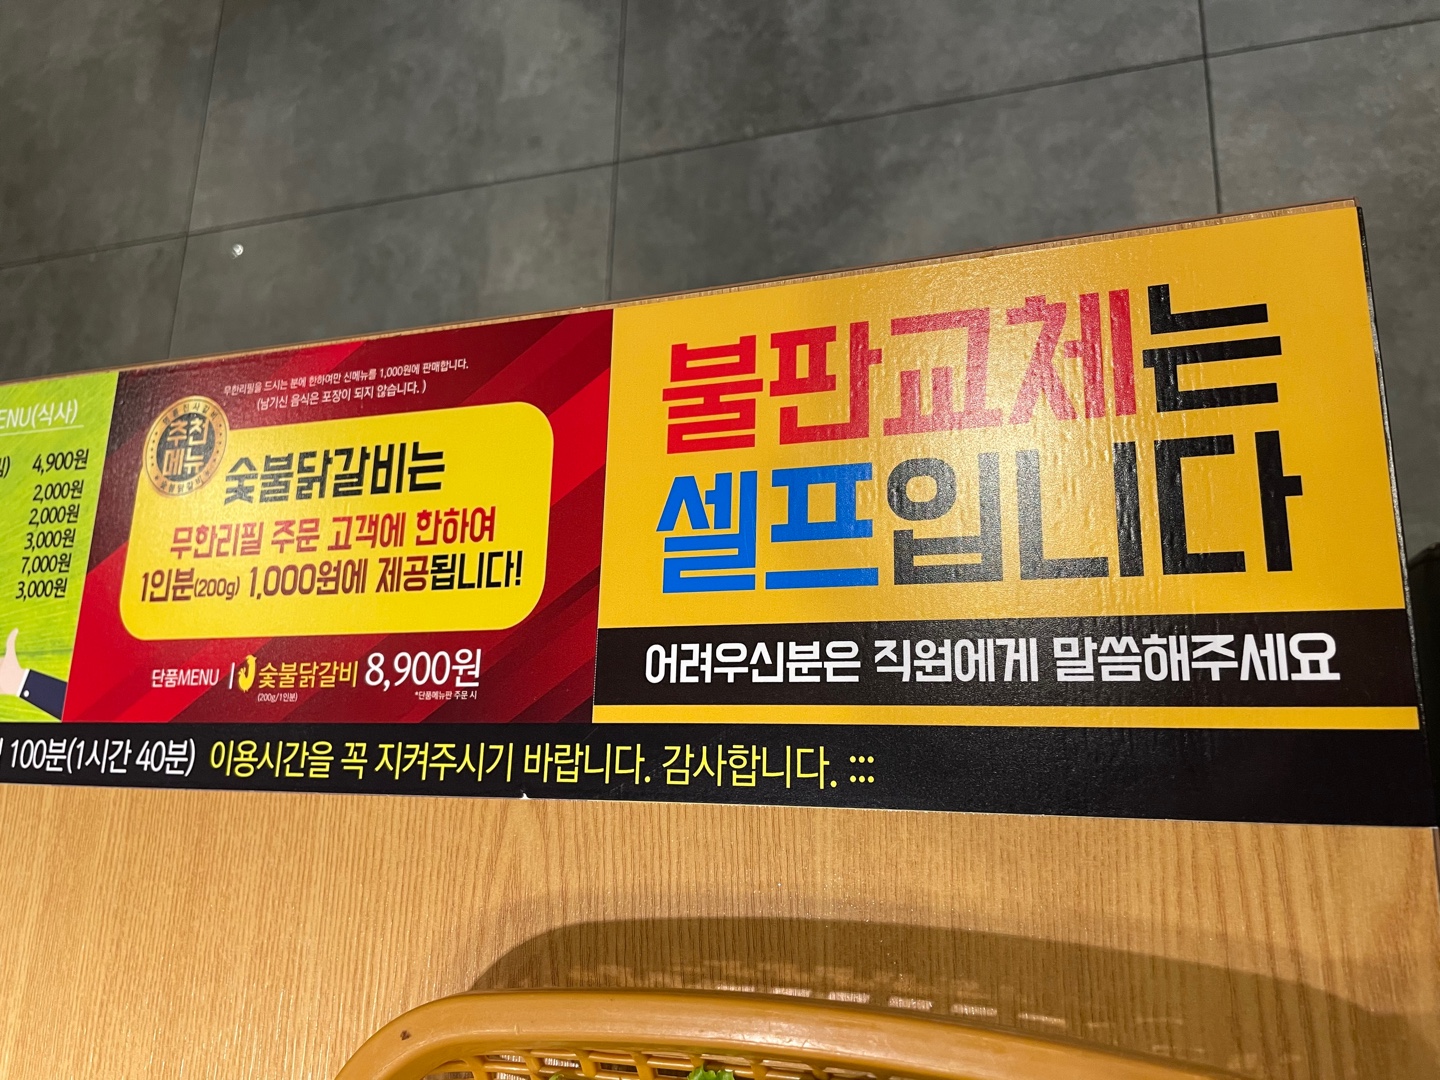 ENU(식사)
4,900원
2,000원
2,000원
3,000원
7,000원
3,000원
무한리필을 드시는 분에 한하여만 신메뉴를 1,000원에 판매합니다.
(남기신 음식은 포장이 되지 않습니다. )
추천
메뉴
숯불닭갈비는
무한리필 주문 고객에 한하여
1인분(200g) 1,000원에 제공됩니다!
단품MENU | 숯불닭갈비 8,900원
(200g/1인분)
*단품메뉴판 주문 시
불판교체는
셀프입니다
어려우신분은 직원에게 말씀해주세요
100분(1시간 40분) 이용시간을 꼭 지켜주시기 바랍니다. 감사합니다. :::